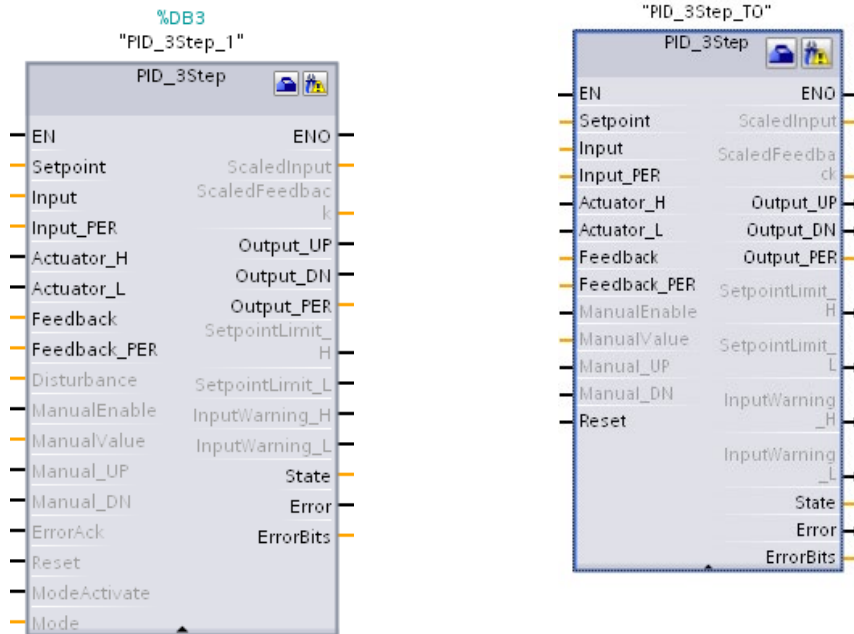 %DB3
"PID_3Step_1"
PID_3Step
EN
Setpoint
Input
Input_PER
Actuator_H
Actuator_L
Feedback
Feedback_PER
Disturbance
ManualEnable
ManualValue
Manual_UP
Manual_DN
ErrorAck
Reset
ModeActivate
Mode
ENO
ScaledInput
ScaledFeedbac
k
Output_UP
Output_DN
Output_PER
SetpointLimit_
H
SetpointLimit_L
InputWarning_H
InputWarning_L
State
Error
ErrorBits
"PID_3Step_TO"
PID_3Step
EN
Setpoint
Input
Input_PER
Actuator_H
Actuator_L
Feedback
Feedback_PER
ManualEnable
ManualValue
Manual_UP
Manual_DN
Reset
ENO
ScaledInput
ScaledFeedba
ck
Output_UP
Output_DN
Output_PER
SetpointLimit_
H
SetpointLimit_
L
InputWarning
_H
InputWarning
_L
State
Error
ErrorBits